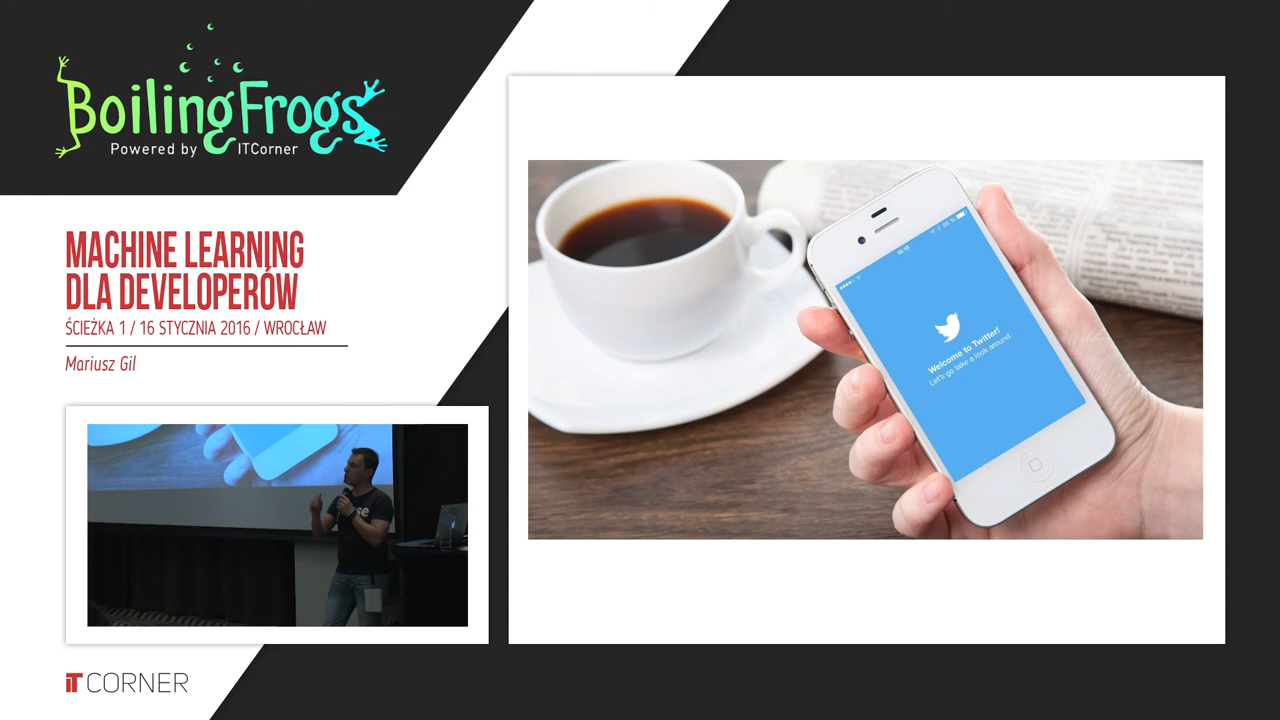 BoilingFrogs
Powered by ITCorner
MACHINE LEARNING
DLA DEVELOPERÓW
ŚCIEŻKA 1 / 16 STYCZNIA 2016 / WROCŁAW
Mariusz Gil
iT CORNER
Welcome to Twitter!
Let's go take a look around